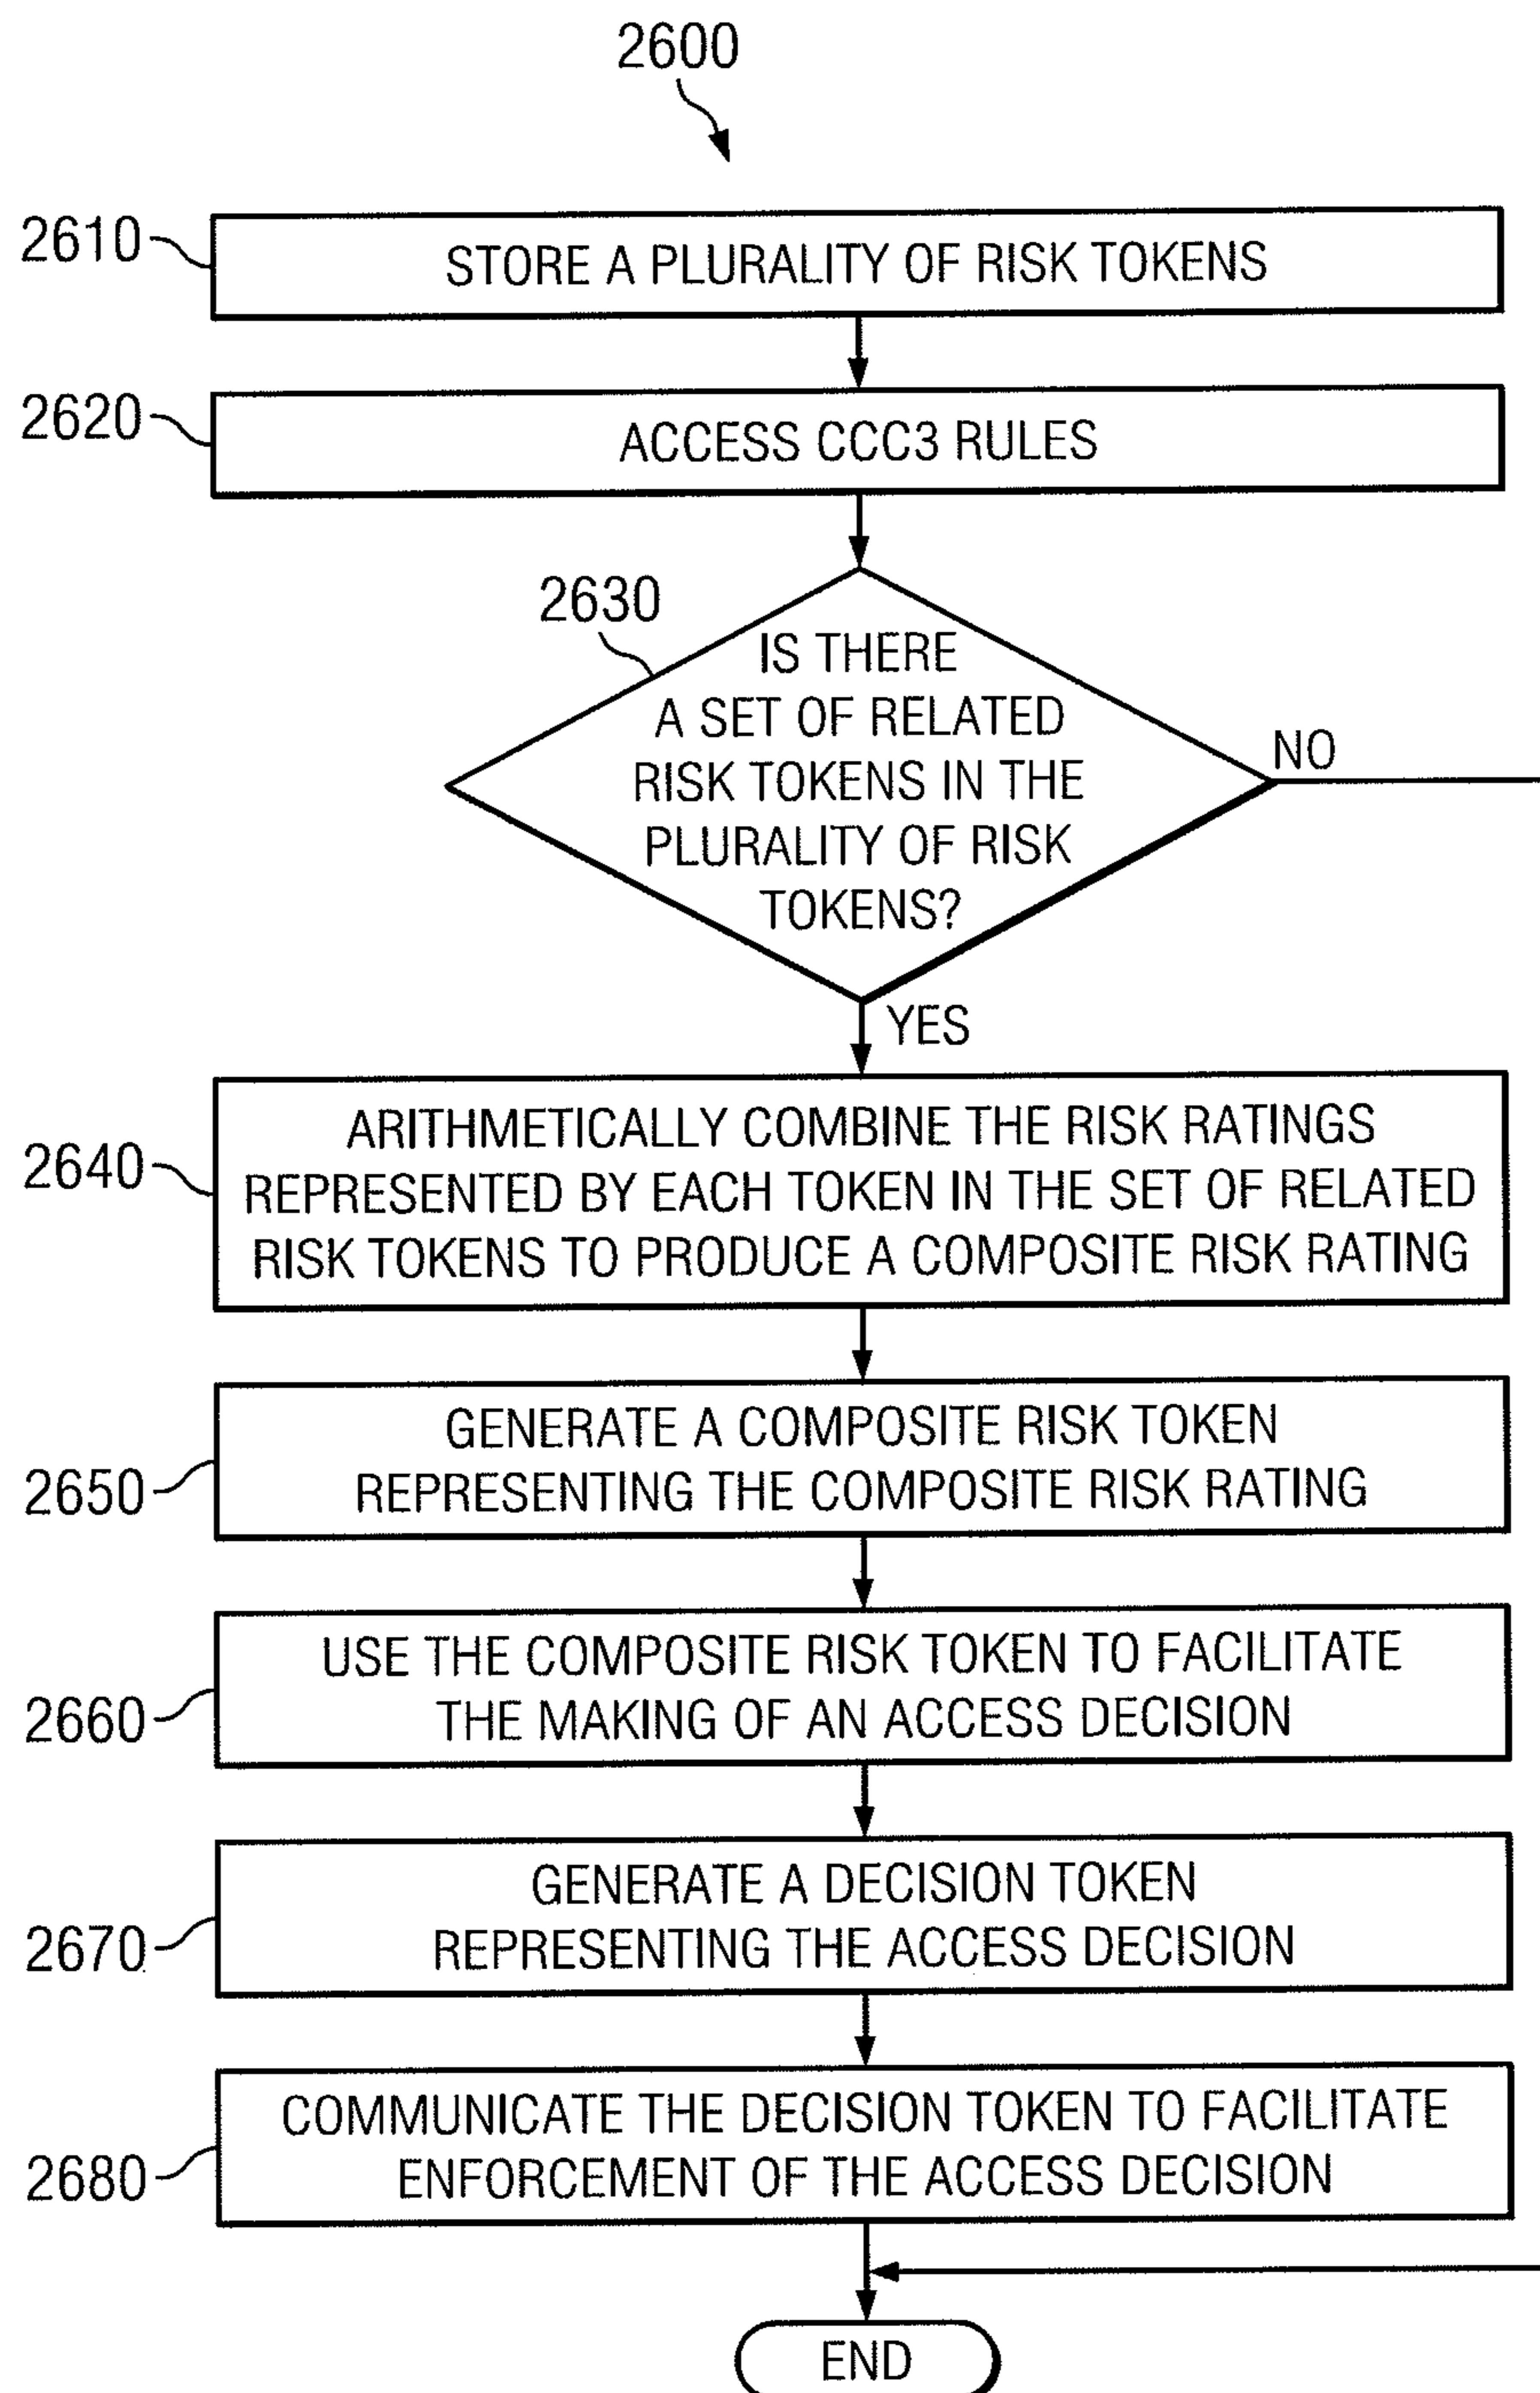 2600
2610
STORE A PLURALITY OF RISK TOKENS
2620
ACCESS CCC3 RULES
2630
IS THERE
A SET OF RELATED
RISK TOKENS IN THE
PLURALITY OF RISK
TOKENS?
NO
YES
2640
ARITHMETICALLY COMBINE THE RISK RATINGS
REPRESENTED BY EACH TOKEN IN THE SET OF RELATED
RISK TOKENS TO PRODUCE A COMPOSITE RISK RATING
2650
GENERATE A COMPOSITE RISK TOKEN
REPRESENTING THE COMPOSITE RISK RATING
2660
USE THE COMPOSITE RISK TOKEN TO FACILITATE
THE MAKING OF AN ACCESS DECISION
2670
GENERATE A DECISION TOKEN
REPRESENTING THE ACCESS DECISION
2680
COMMUNICATE THE DECISION TOKEN TO FACILITATE
ENFORCEMENT OF THE ACCESS DECISION
END